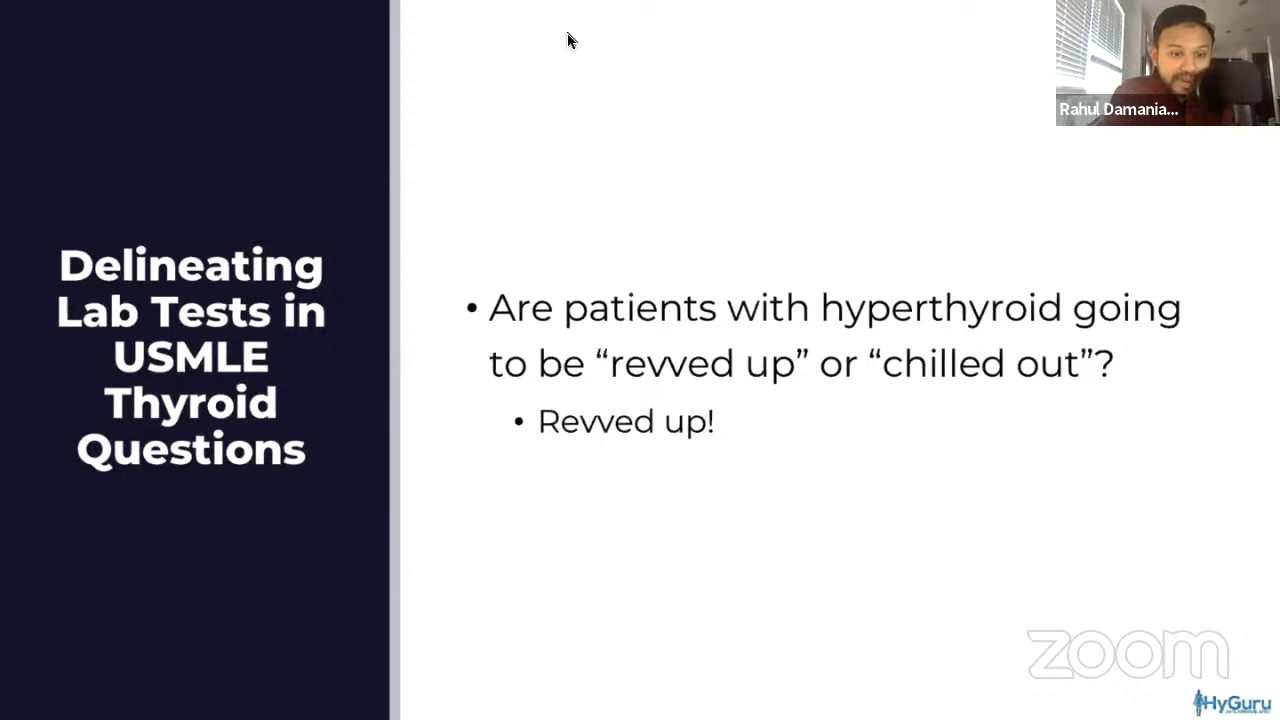 Rahul Damania...
Delineating
Lab Tests in
USMLE
Thyroid
Questions
• Are patients with hyperthyroid going
to be “revved up” or “chilled out”?
• Revved up!
zoom
HyGuru